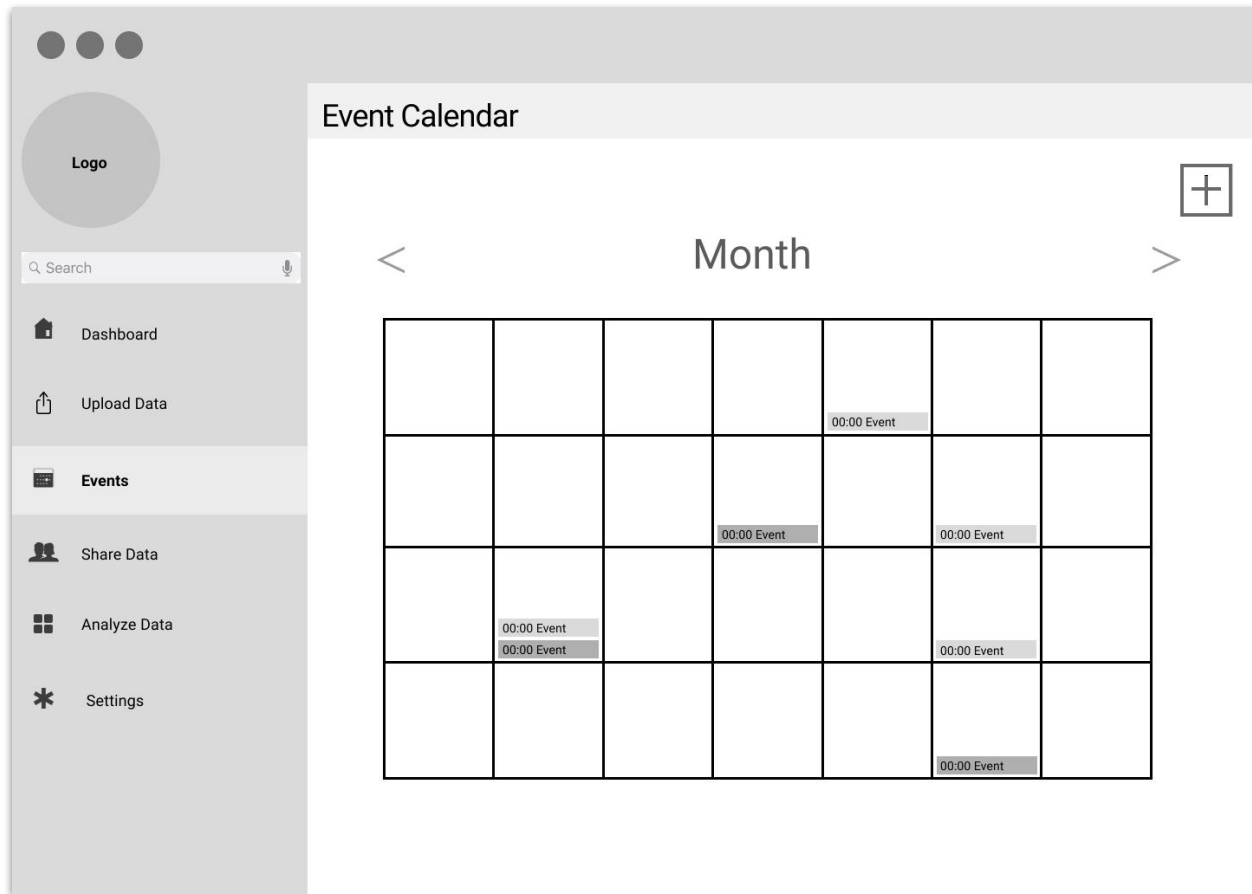 Logo
Search
Dashboard
Upload Data
Events
Share Data
Analyze Data
Settings
Event Calendar
+
< Month >
00:00 Event
00:00 Event
00:00 Event
00:00 Event
00:00 Event
00:00 Event
00:00 Event